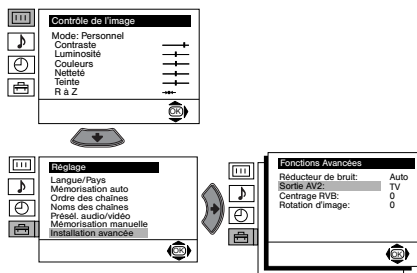 Contrôle de l'image
Mode: Personnel
Contraste
Luminosité
Couleurs
Netteté
Teinte
R à Z
OK
Réglage
Langue/Pays
Mémorisation auto
Ordre des chaînes
Noms des chaînes
Présél. audio/vidéo
Mémorisation manuelle
Installation avancée
OK
Fonctions Avancées
Réducteur de bruit: Auto
Sortie AV2: TV
Centrage RVB: 0
Rotation d'image: 0
OK